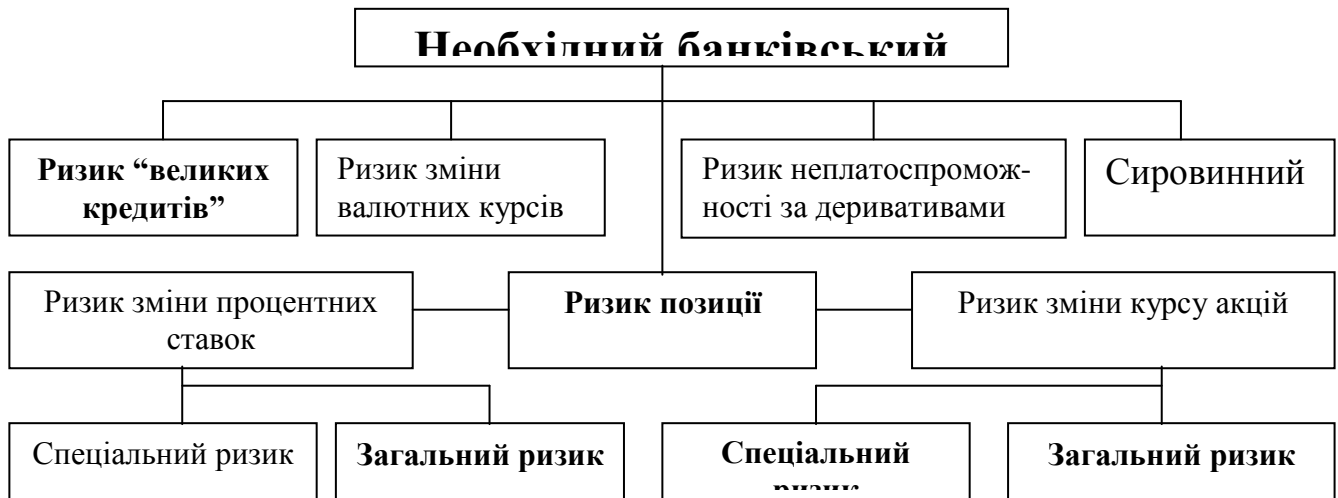 Необхідний банківський
Ризик “великих
кредитів”
Ризик зміни
валютних курсів
Ризик неплатоспромож-
ності за деривативами
Сировинний
Ризик зміни процентних
ставок
Ризик позиції
Ризик зміни курсу акцій
Спеціальний ризик
Загальний ризик
Спеціальний
ризик
Загальний ризик